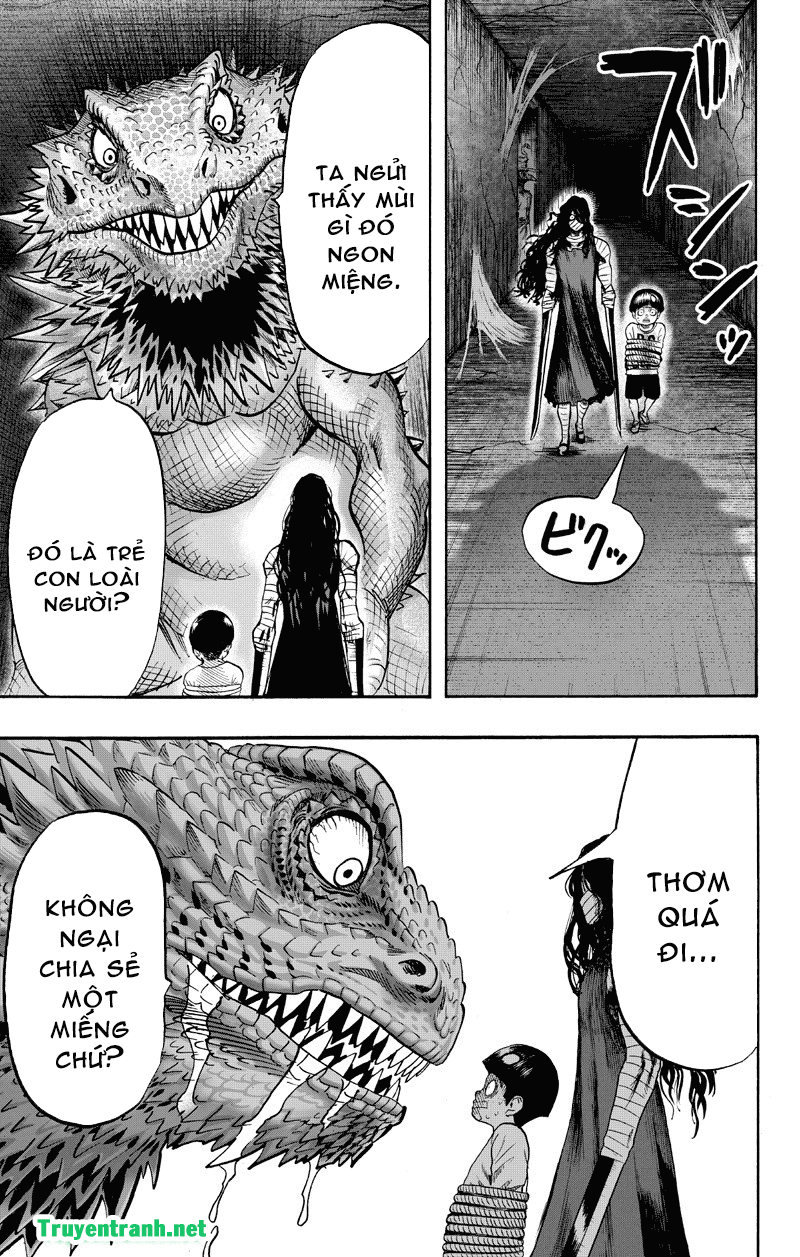 ズンッ
ビクッ
TA NGỬI
THẤY MÙI
GÌ ĐÓ
NGON
MIỆNG.
ĐÓ LÀ TRẺ
CON LOÀI
NGƯỜI?
THƠM
QUÁ
ĐI...
KHÔNG
NGẠI
CHIA SẺ
MỘT
MIẾNG
CHỨ?
Truyentranh.net